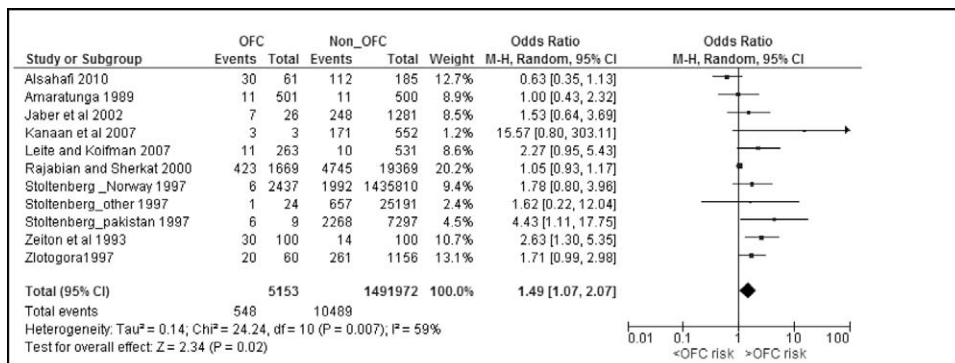 OFC Non_OFC Odds Ratio Odds Ratio
Study or Subgroup Events Total Events Total Weight M-H, Random, 95% CI M-H, Random, 95% CI
Alsahafi 2010 30 61 112 185 12.7% 0.63 [0.35, 1.13]
Amaratunga 1989 11 501 11 500 8.9% 1.00 [0.43, 2.32]
Jaber et al 2002 7 26 248 1281 8.5% 1.53 [0.64, 3.69]
Kanaan et al 2007 3 3 171 552 1.2% 15.57 [0.80, 303.11]
Leite and Koifman 2007 11 263 10 531 8.6% 2.27 [0.95, 5.43]
Rajabian and Sherkat 2000 423 1669 4745 19369 20.2% 1.05 [0.93, 1.17]
Stoltenberg _Norway 1997 6 2437 1992 1435810 9.4% 1.78 [0.80, 3.96]
Stoltenberg_other 1997 1 24 657 25191 2.4% 1.62 [0.22, 12.04]
Stoltenberg_pakistan 1997 6 9 2268 7297 4.5% 4.43 [1.11, 17.75]
Zeiton et al 1993 30 100 14 100 10.7% 2.63 [1.30, 5.35]
Zlotogora1997 20 60 261 1156 13.1% 1.71 [0.99, 2.98]
Total (95% CI) 5153 1491972 100.0% 1.49 [1.07, 2.07]
Total events 548 10489
Heterogeneity: Tau² = 0.14; Chi² = 24.24, df = 10 (P = 0.007); I² = 59%
Test for overall effect: Z = 2.34 (P = 0.02)
0.01 0.1 1 10 100
<OFC risk >OFC risk